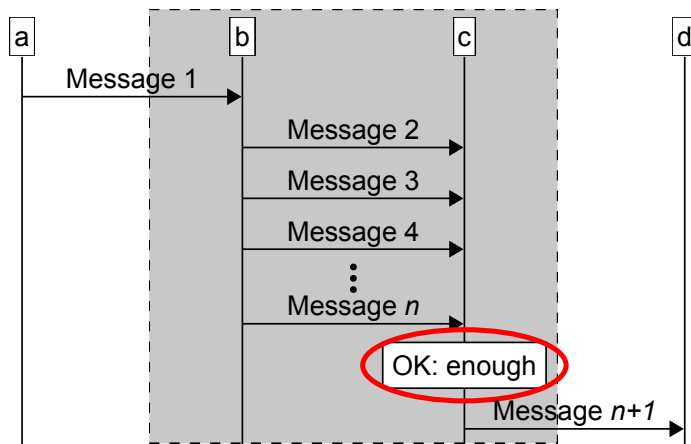 a b c d
Message 1
Message 2
Message 3
Message 4
Message n
OK: enough
Message n+1